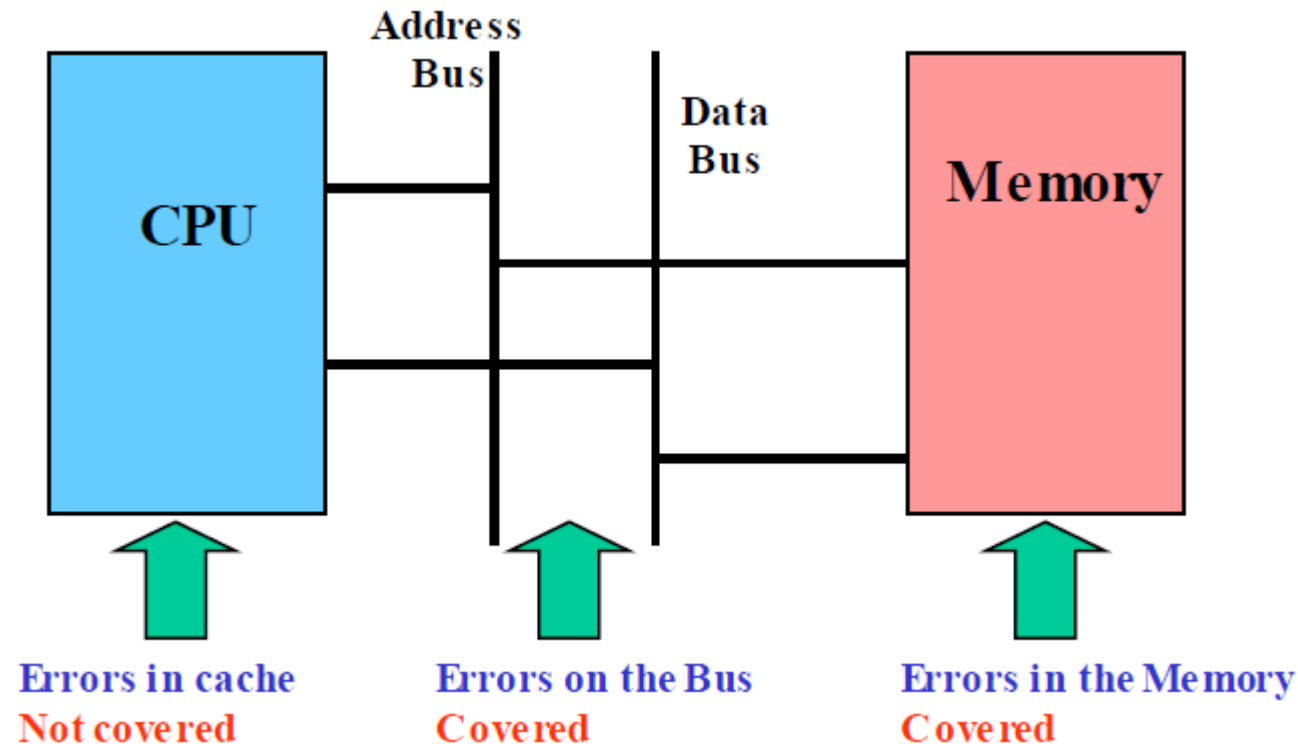 Address
Bus
Data
Bus
CPU
Memory
Errors in cache
Not covered
Errors on the Bus
Covered
Errors in the Memory
Covered